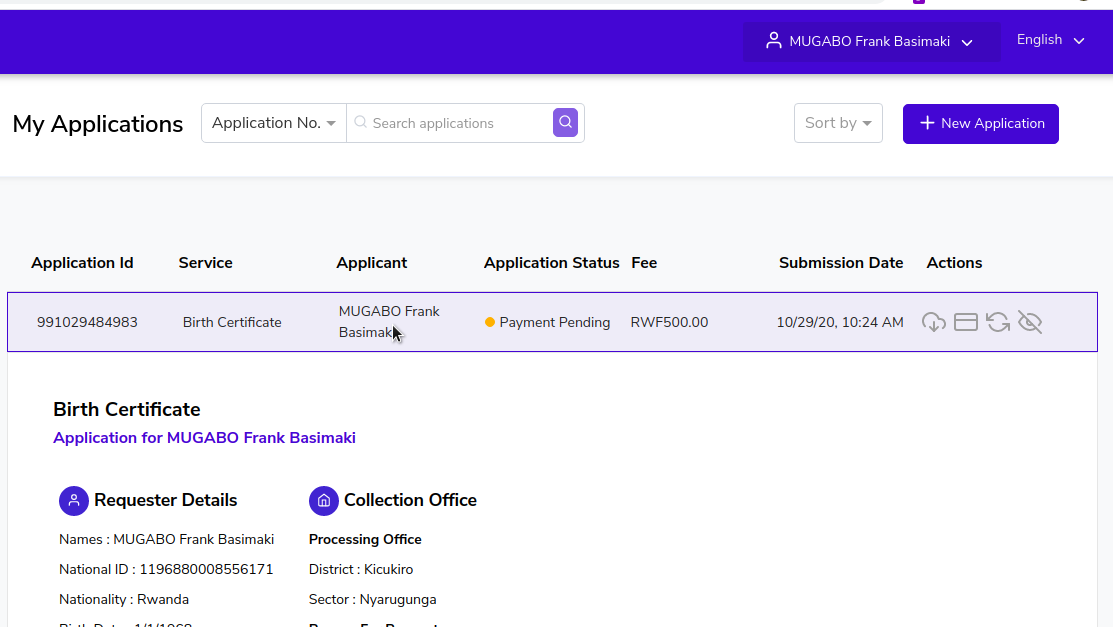 MUGABO Frank Basimaki
English
My Applications
Application No.
Search applications
Sort by
New Application
Application Id Service Applicant Application Status Fee Submission Date Actions
991029484983 Birth Certificate MUGABO Frank Payment Pending RWF500.00 10/29/20, 10:24 AM
Basimaki
Birth Certificate
Application for MUGABO Frank Basimaki
Requester Details
Names : MUGABO Frank Basimaki
National ID : 1196880008556171
Nationality : Rwanda
Collection Office
Processing Office
District : Kicukiro
Sector : Nyarugunga